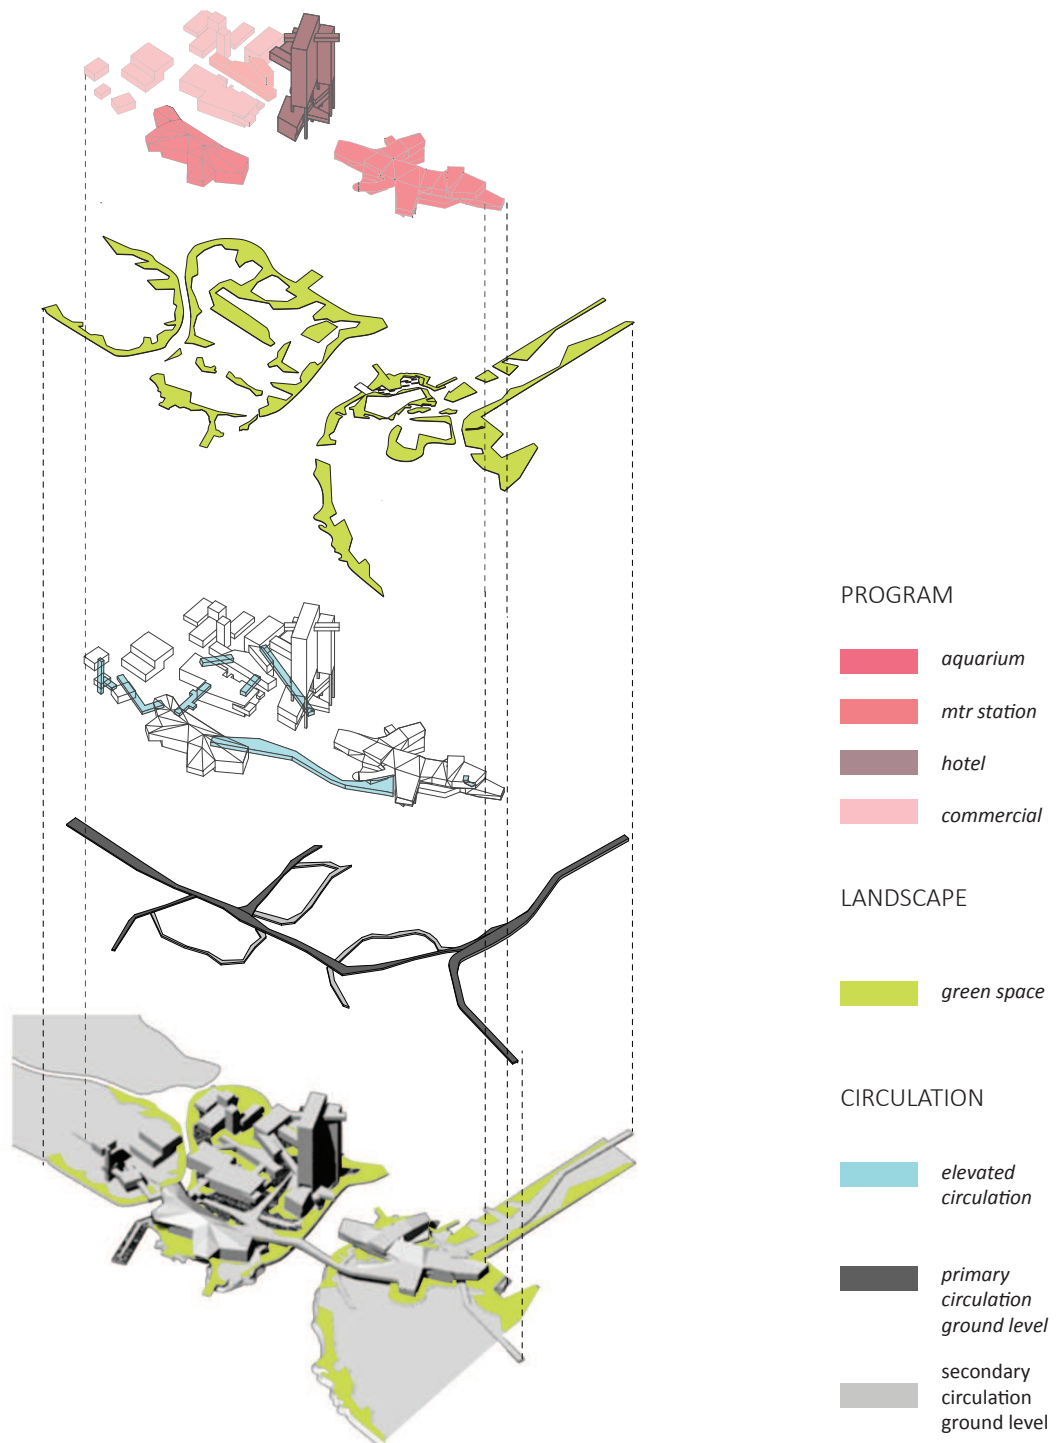 PROGRAM
aquarium
mtr station
hotel
commercial
LANDSCAPE
green space
CIRCULATION
elevated
circulation
primary
circulation
ground level
secondary
circulation
ground level